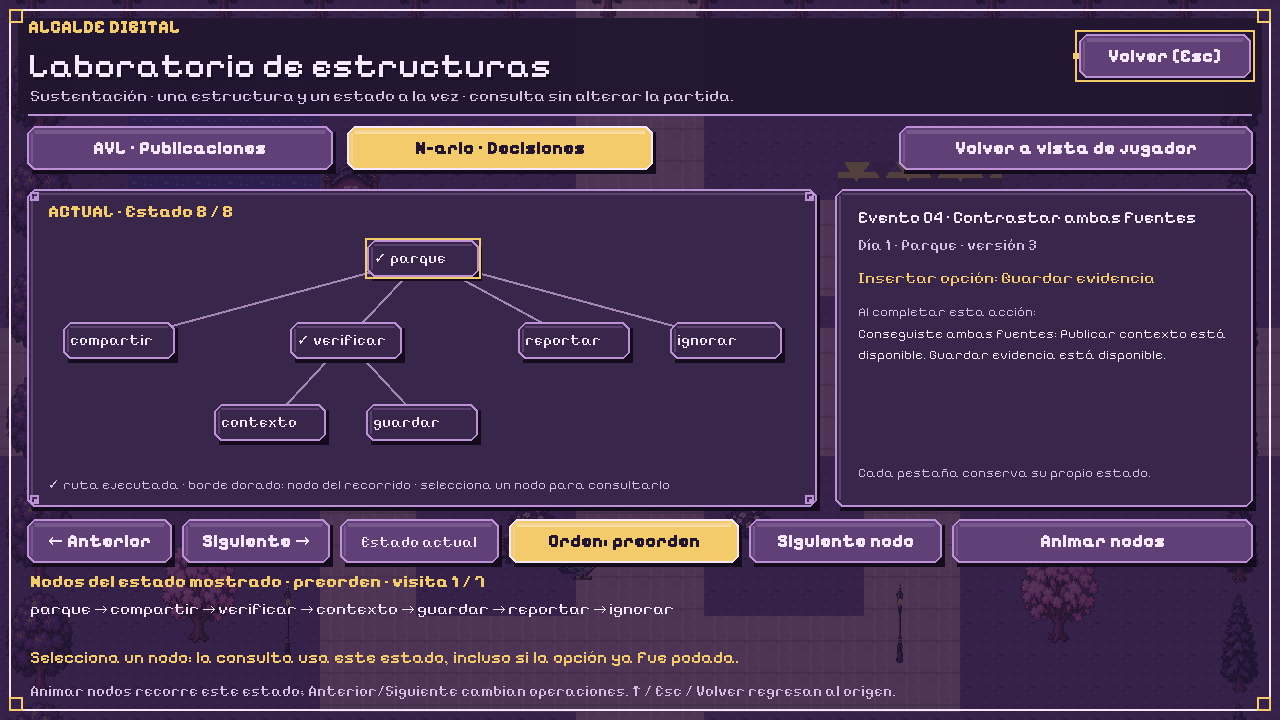 ALCALDE DIGITAL
Laboratorio de estructuras
Volver (Esc)
Sustentación · una estructura y un estado a la vez · consulta sin alterar la partida.
AVL · Publicaciones
N-ario · Decisiones
Volver a vista de jugador
ACTUAL · Estado 8 / 8
✓ parque
compartir
✓ verificar
reportar
ignorar
contexto
guardar
✓ ruta ejecutada · borde dorado: nodo del recorrido · selecciona un nodo para consultarlo
Evento 04 · Contrastar ambas fuentes
Día 1 · Parque · versión 3
Insertar opción: Guardar evidencia
Al completar esta acción:
Conseguiste ambas fuentes: Publicar contexto está
disponible. Guardar evidencia está disponible.
Cada pestaña conserva su propio estado.
← Anterior
Siguiente →
Estado actual
Orden: preorden
Siguiente nodo
Animar nodos
Nodos del estado mostrado · preorden · visita 1 / 7
parque → compartir → verificar → contexto → guardar → reportar → ignorar
Selecciona un nodo: la consulta usa este estado, incluso si la opción ya fue podada.
Animar nodos recorre este estado; Anterior/Siguiente cambian operaciones. ↑ / Esc / Volver regresan al origen.